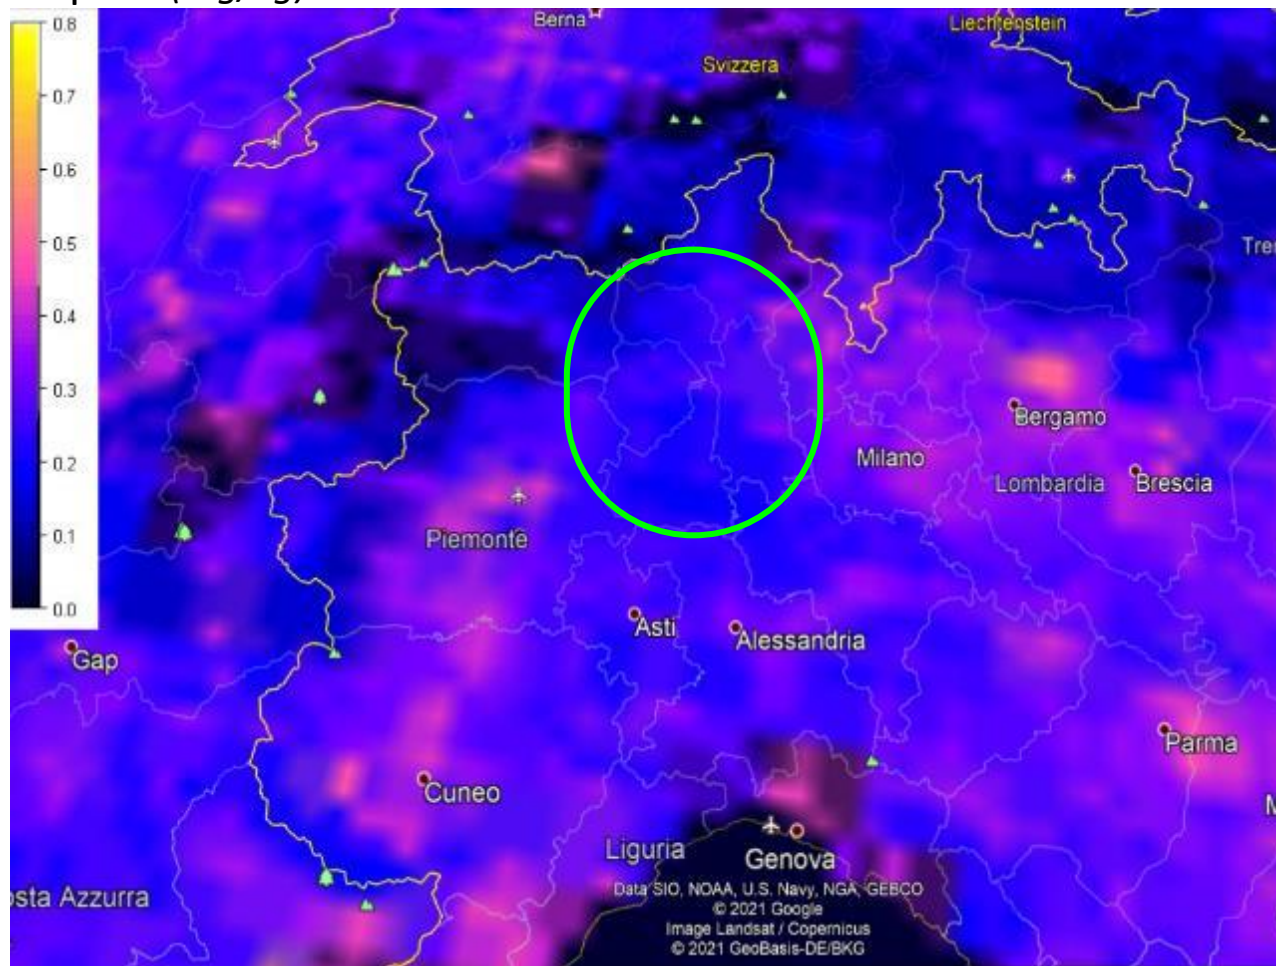 0.8
Berna
Liechtenstein
Svizzera
0.7
0.6
0.5
0.4
0.3
Bergamo
Milano
0.2
Lombardia
Brescia
0.1
Piemonte
0.0
Asti
Alessandria
Gap
Parma
Cuneo
Liguria
Genova
Data SIO, NOAA, U.S. Navy, NGA, GEBCO
© 2021 Google
Image Landsat / Copernicus
© 2021 GeoBasis-DE/BKG
osta Azzurra